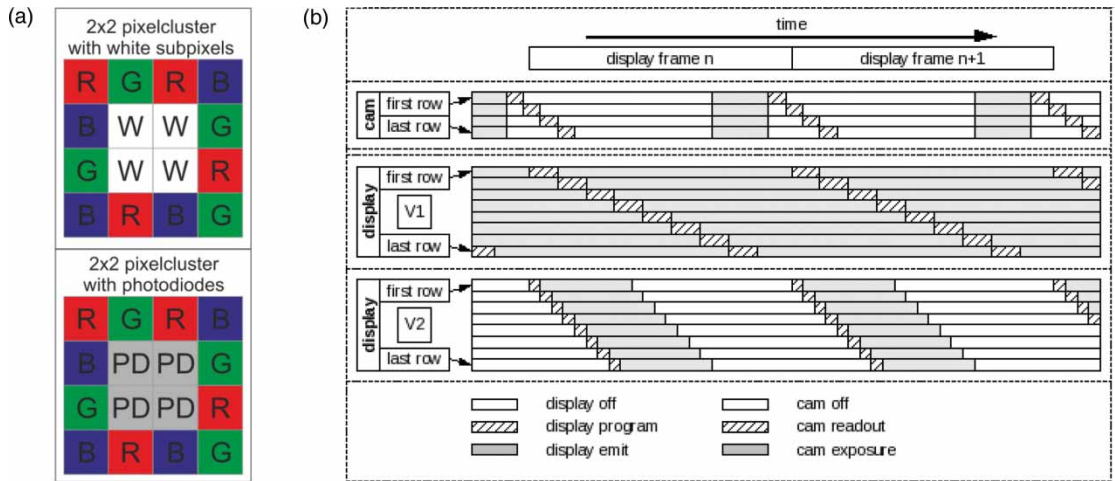 (a)
2x2 pixelcluster
with white subpixels
R G R B
B W W G
G W W R
B R B G
2x2 pixelcluster
with photodiodes
R G R B
B PD PD G
G PD PD R
B R B G
(b)
time
display frame n display frame n+1
cam
first row
last row
display
first row
V1
last row
display
first row
V2
last row
display off cam off
display program cam readout
display emit cam exposure